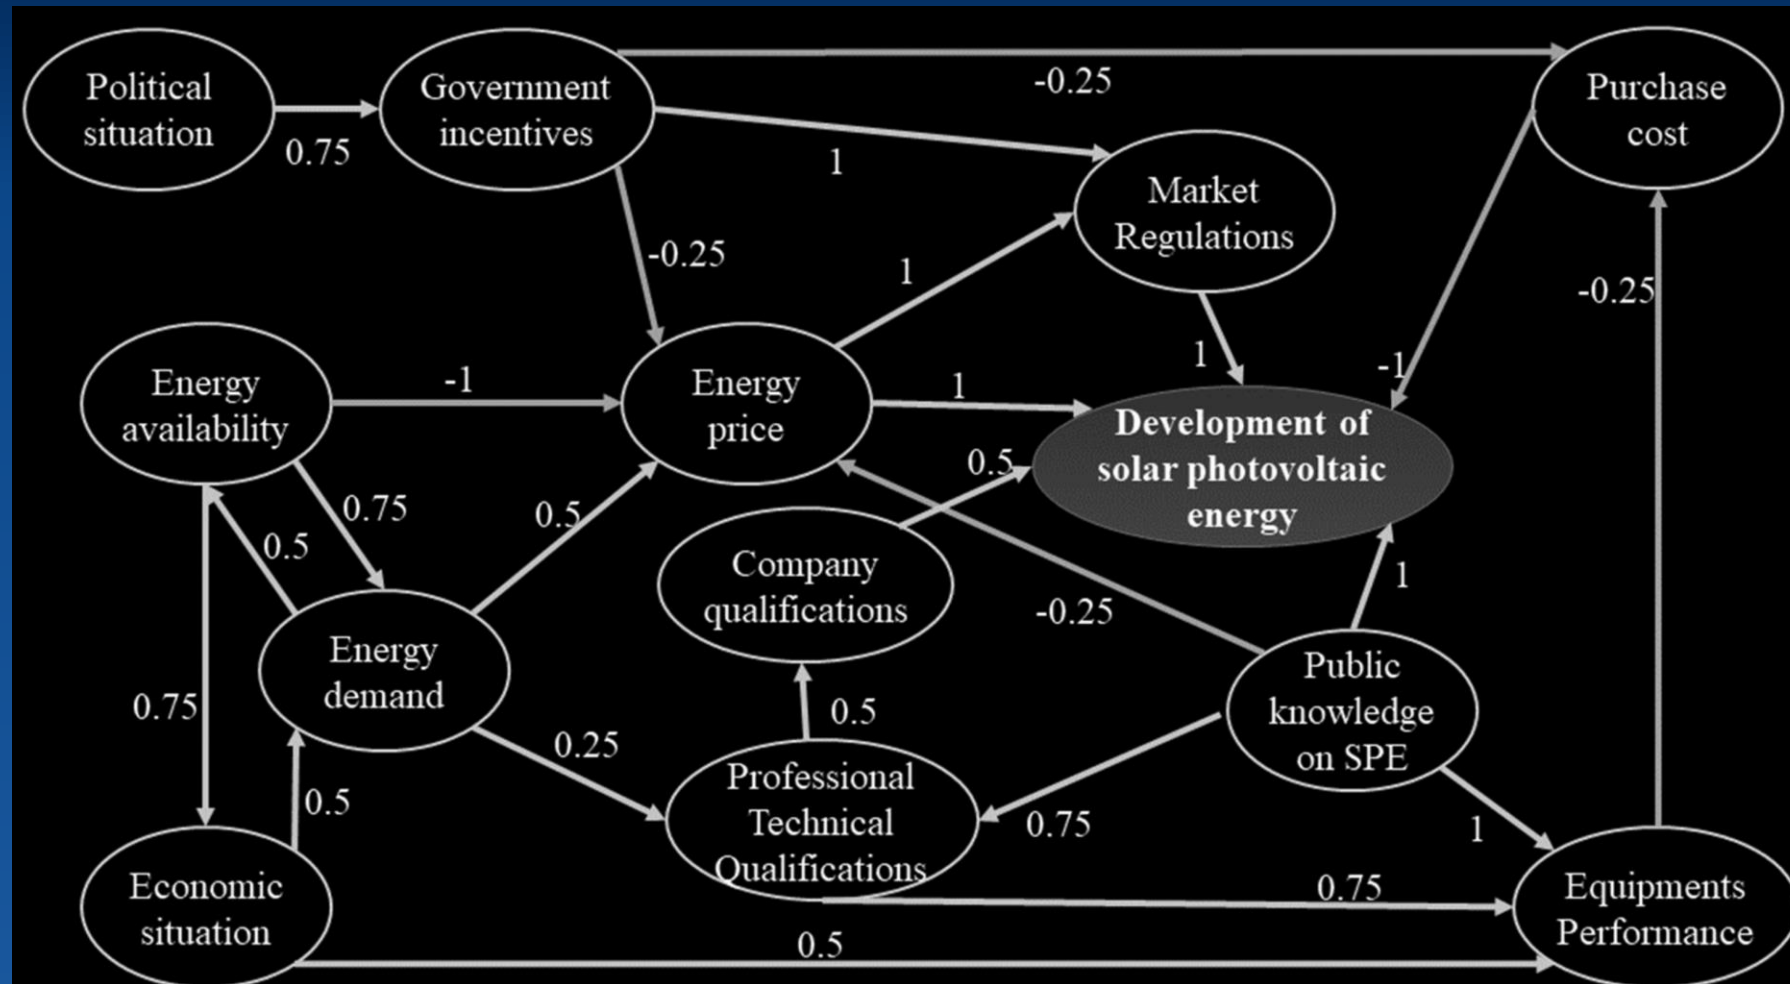 Political
situation
0.75
Government
incentives
-0.25
Purchase
cost
1
Market
Regulations
-0.25
1
-0.25
Energy
availability
-1
Energy
price
1
1
-1
Development of
solar photovoltaic
energy
0.75
0.5
0.5
0.5
Company
qualifications
-0.25
1
Energy
demand
0.75
0.5
Public
knowledge
on SPE
0.25
Professional
Technical
Qualifications
0.75
1
0.5
Economic
situation
0.75
0.5
Equipments
Performance